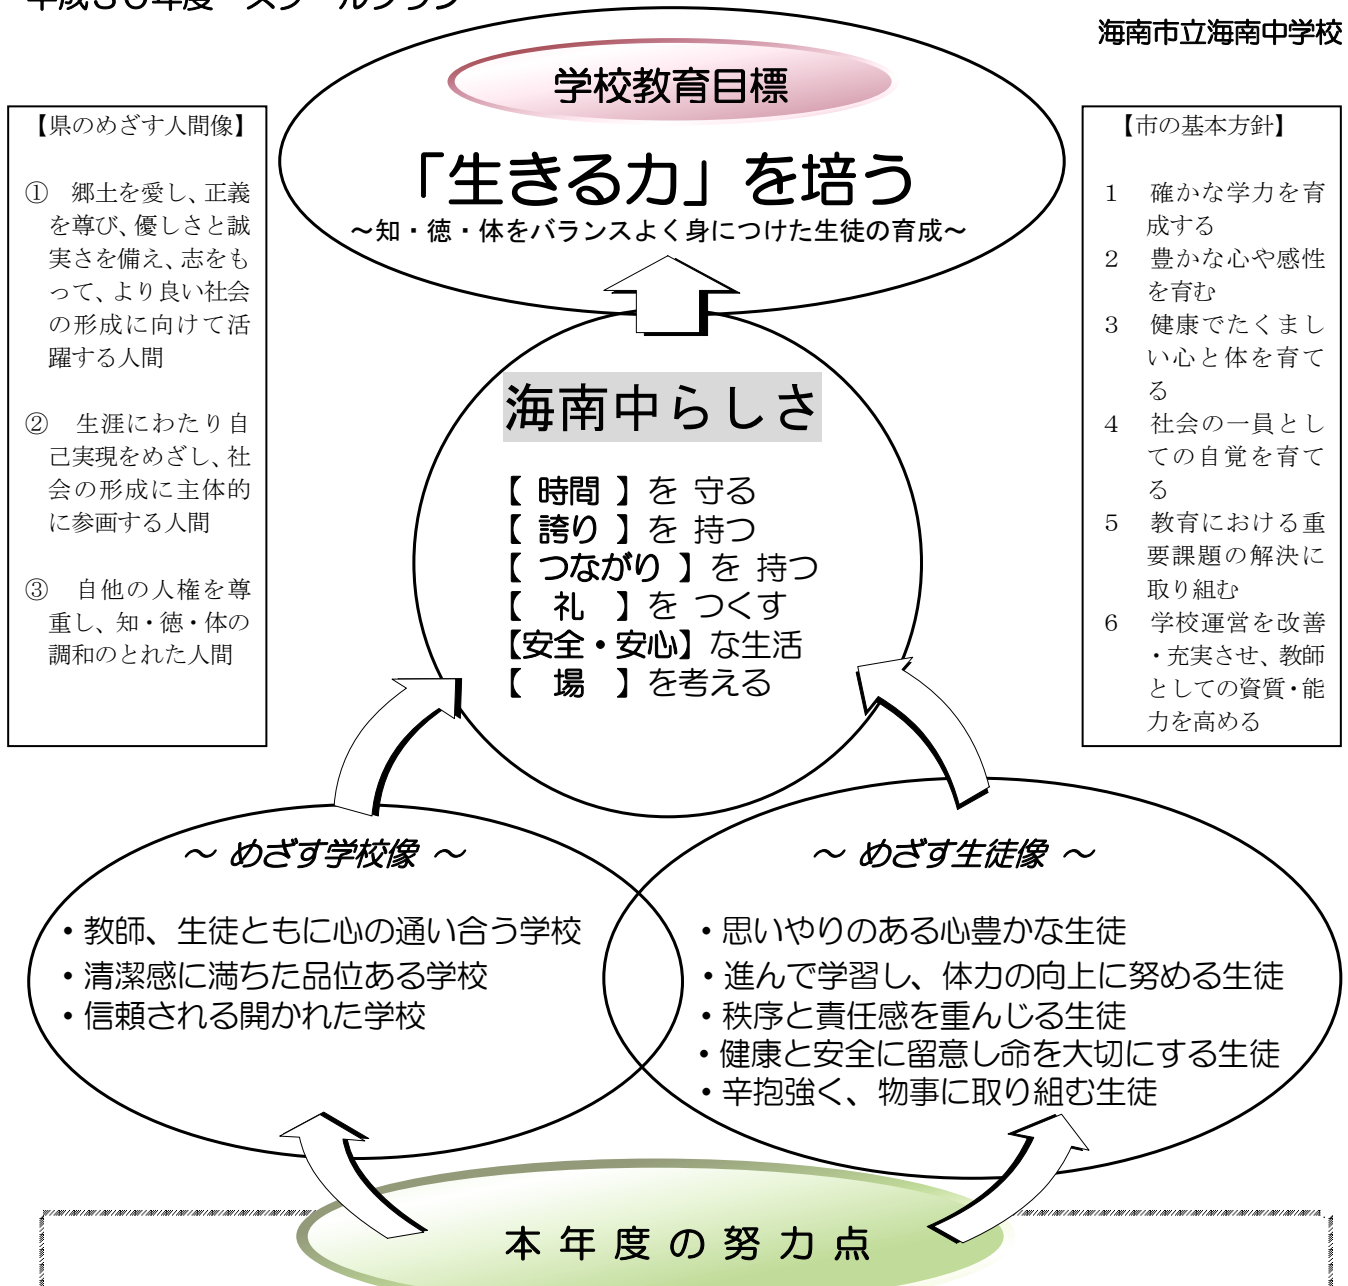 海南市立海南中学校
学校教育目標
「生きる力」を培う
～知・徳・体をバランスよく身につけた生徒の育成～
【県のめざす人間像】
①　郷土を愛し、正義
を尊び、優しさと誠
実さを備え、志をも
って、より良い社会
の形成に向けて活
躍する人間
②　生涯にわたり自
己実現をめざし、社
会の形成に主体的
に参画する人間
③　自他の人権を尊
重し、知・徳・体の
調和のとれた人間
【市の基本方針】
1　確かな学力を育
成する
2　豊かな心や感性
を育む
3　健康でたくまし
い心と体を育て
る
4　社会の一員とし
ての自覚を育て
る
5　教育における重
要課題の解決に
取り組む
6　学校運営を改善
・充実させ、教師
としての資質・能
力を高める
海南中らしさ
【 時間 】を 守る
【 誇り 】を 持つ
【 つながり 】を 持つ
【　礼　】を つくす
【安全・安心】な生活
【　場　】を考える
～ めざす学校像 ～
・教師、生徒ともに心の通い合う学校
・清潔感に満ちた品位ある学校
・信頼される開かれた学校
～ めざす生徒像 ～
・思いやりのある心豊かな生徒
・進んで学習し、体力の向上に努める生徒
・秩序と責任感を重んじる生徒
・健康と安全に留意し命を大切にする生徒
・辛抱強く、物事に取り組む生徒
本年度の努力点